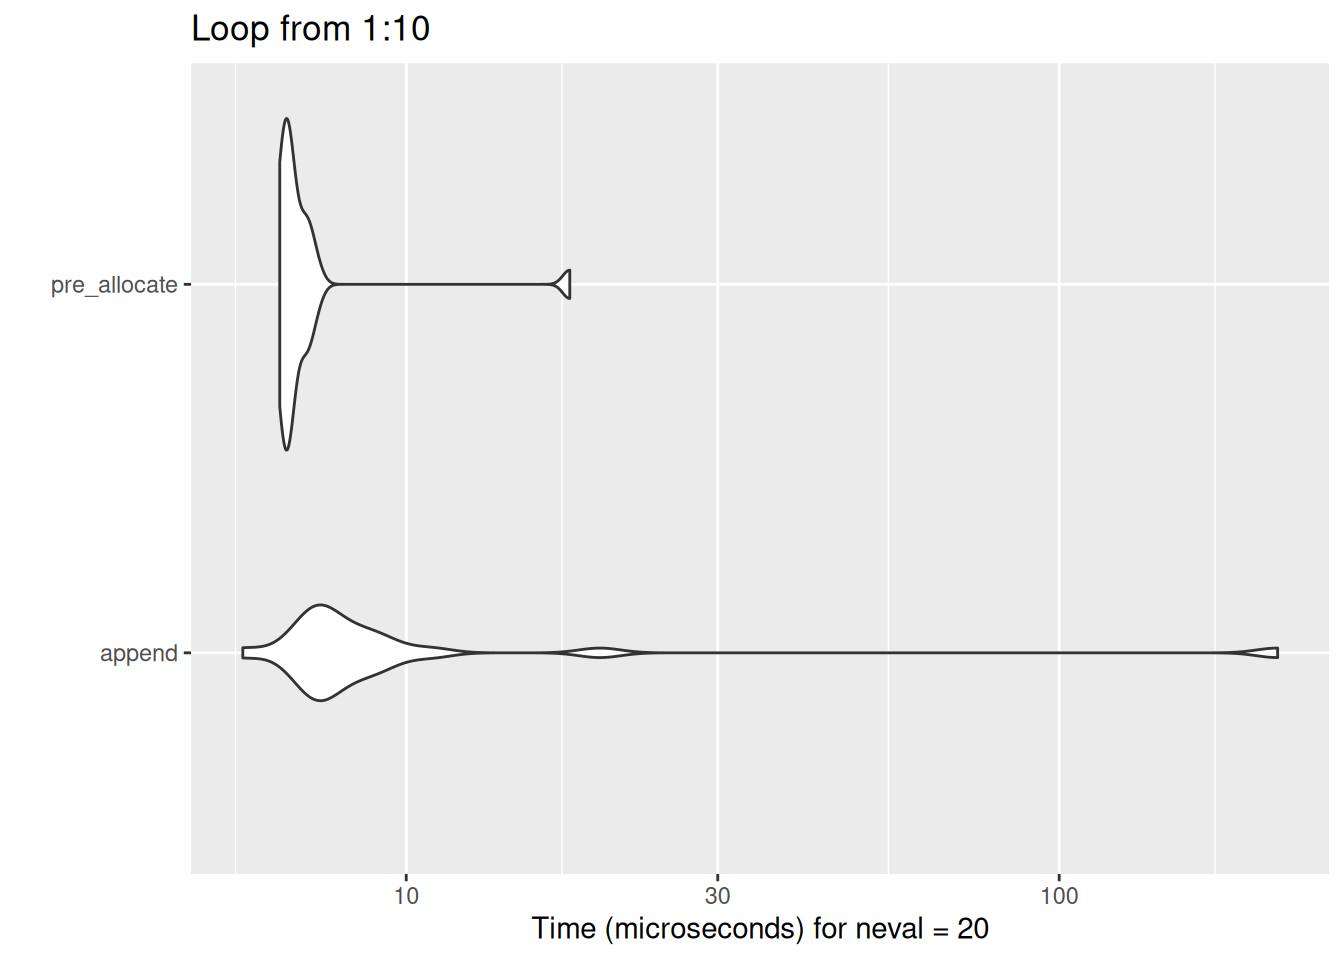 Loop from 1:10
pre_allocate
append
10
30
100
Time (microseconds) for neval = 20